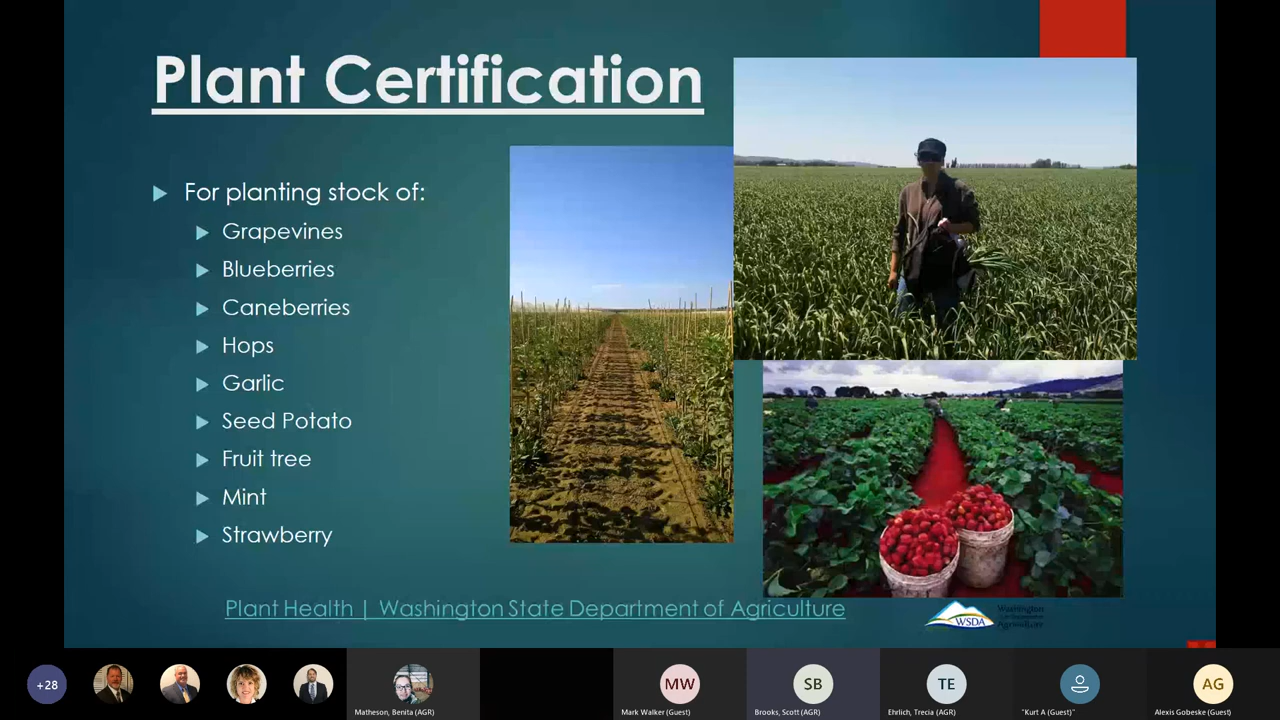 Plant Certification
For planting stock of:
Grapevines
Blueberries
Caneberries
Hops
Garlic
Seed Potato
Fruit tree
Mint
Strawberry
Plant Health | Washington State Department of Agriculture
WSDA
Washington
Agriculture
+28
MW
SB
TE
AG
Matheson, Benita (AGR)
Mark Walker (Guest)
Brooks, Scott (AGR)
Ehrlich, Trecia (AGR)
"Kurt A (Guest)"
Alexis Gobeske (Guest)